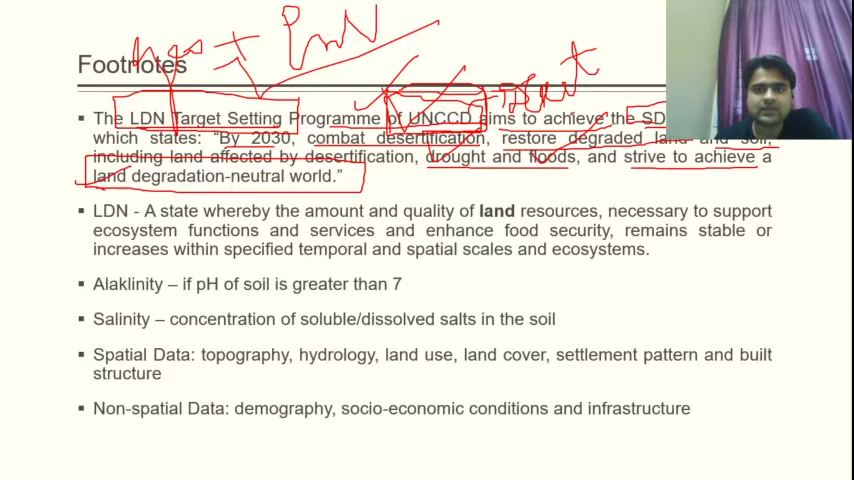 Footnotes
The LDN Target Setting Programme of UNCCD aims to achieve the SD
which states: “By 2030, combat desertification, restore degraded land and soil,
including land affected by desertification, drought and floods, and strive to achieve a
land degradation-neutral world.”
LDN - A state whereby the amount and quality of land resources, necessary to support
ecosystem functions and services and enhance food security, remains stable or
increases within specified temporal and spatial scales and ecosystems.
Alaklinity – if pH of soil is greater than 7
Salinity – concentration of soluble/dissolved salts in the soil
Spatial Data: topography, hydrology, land use, land cover, settlement pattern and built
structure
Non-spatial Data: demography, socio-economic conditions and infrastructure